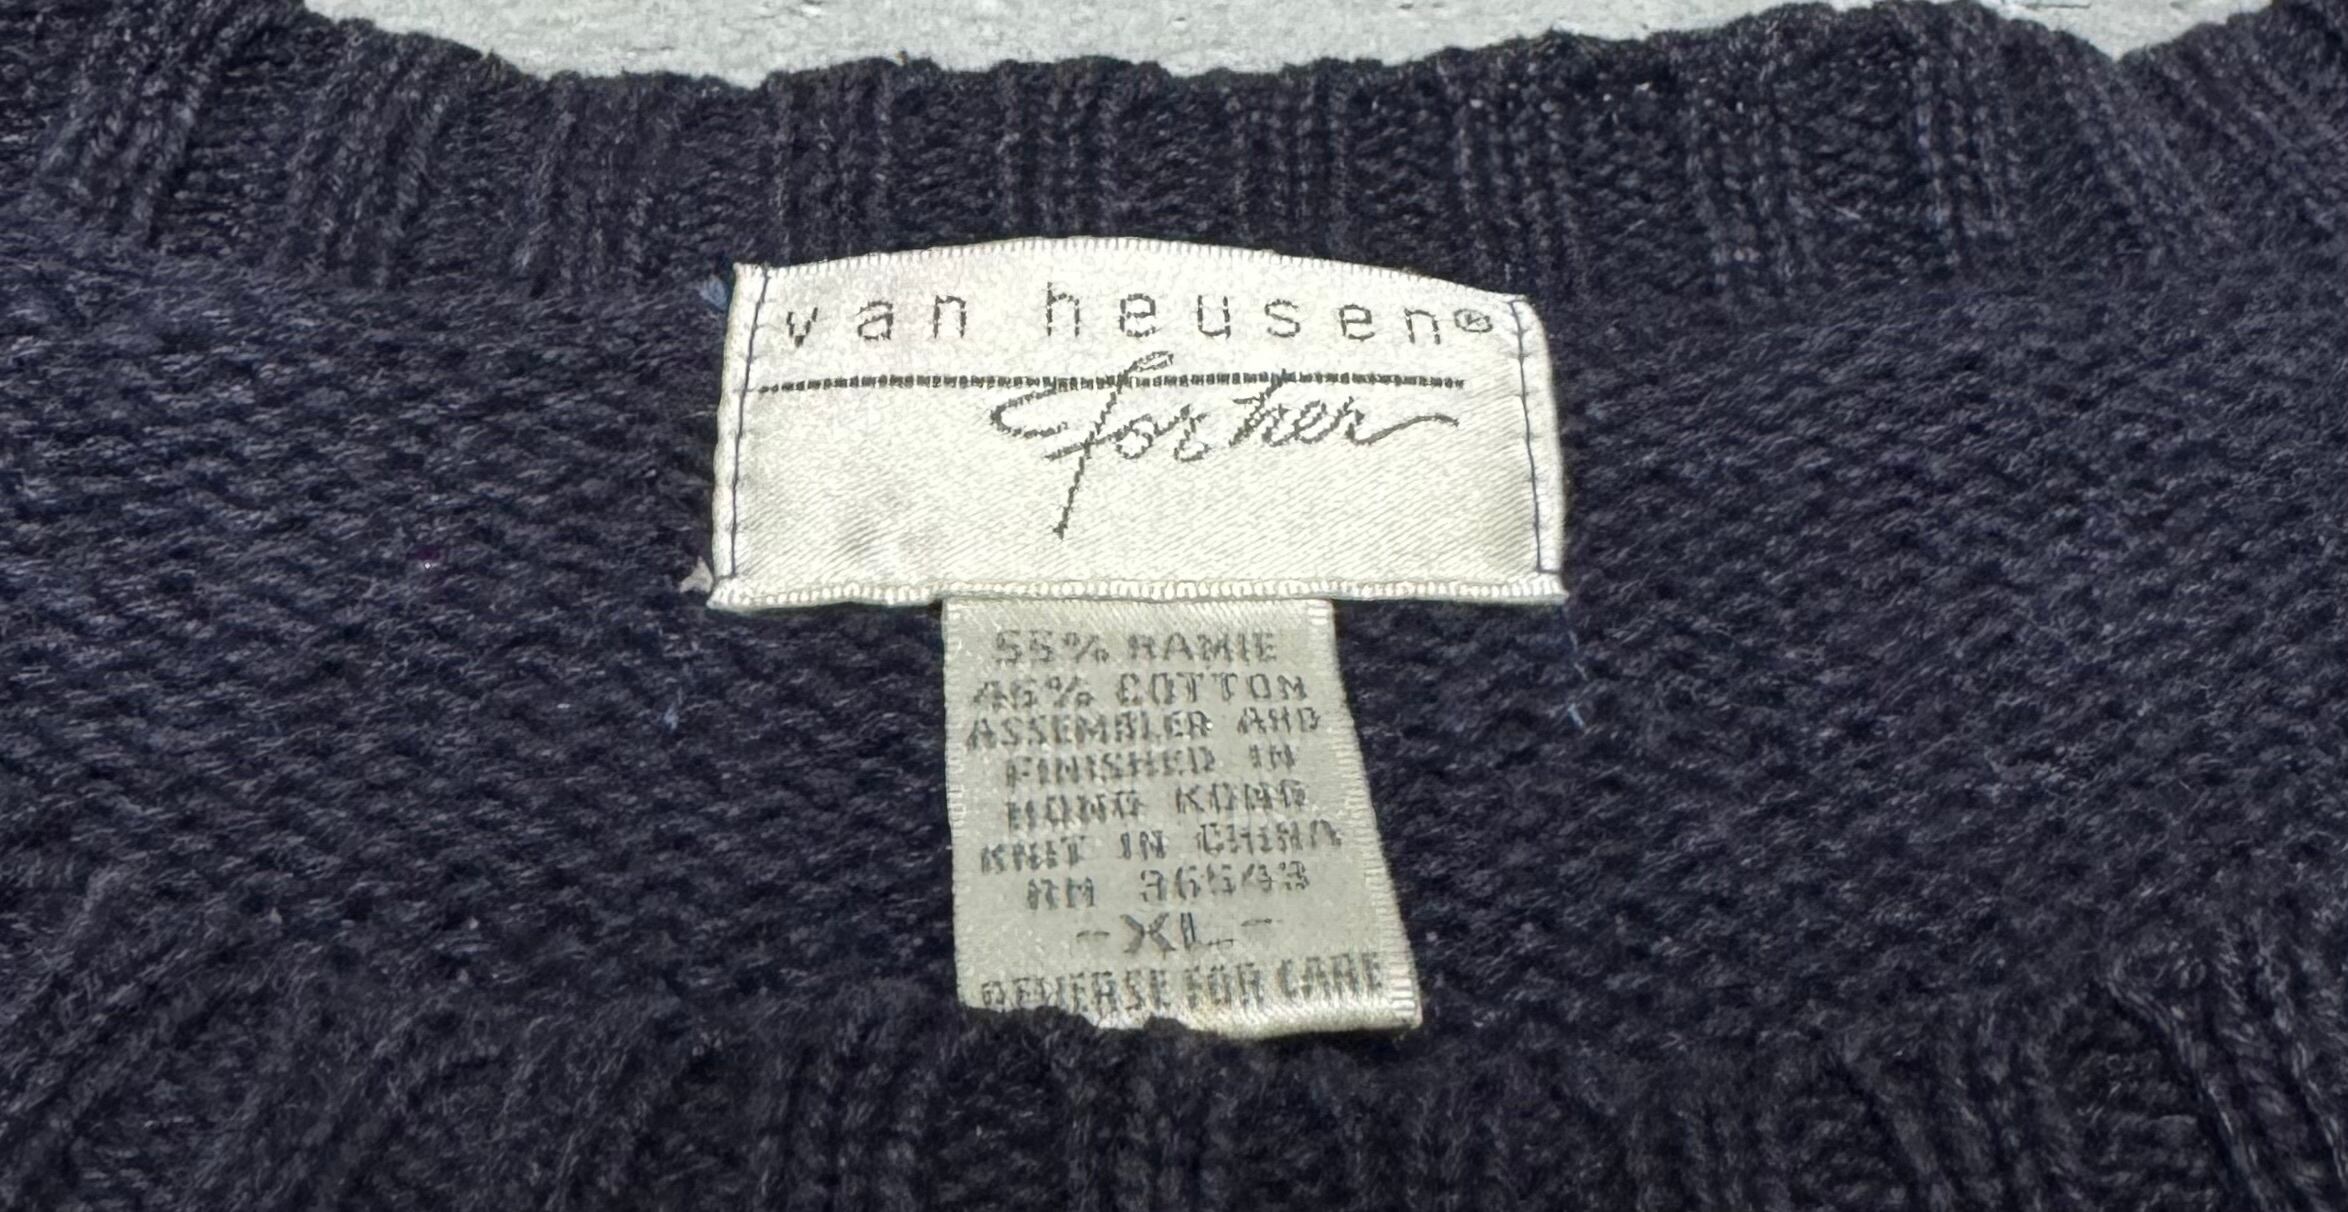 van heusen®
for her
55% RAMIE
45% COTTON
ASSEMBLED AND
FINISHED IN
HONG KONG
KNIT IN CHINA
RN 36543
-XL-
REVERSE FOR CARE